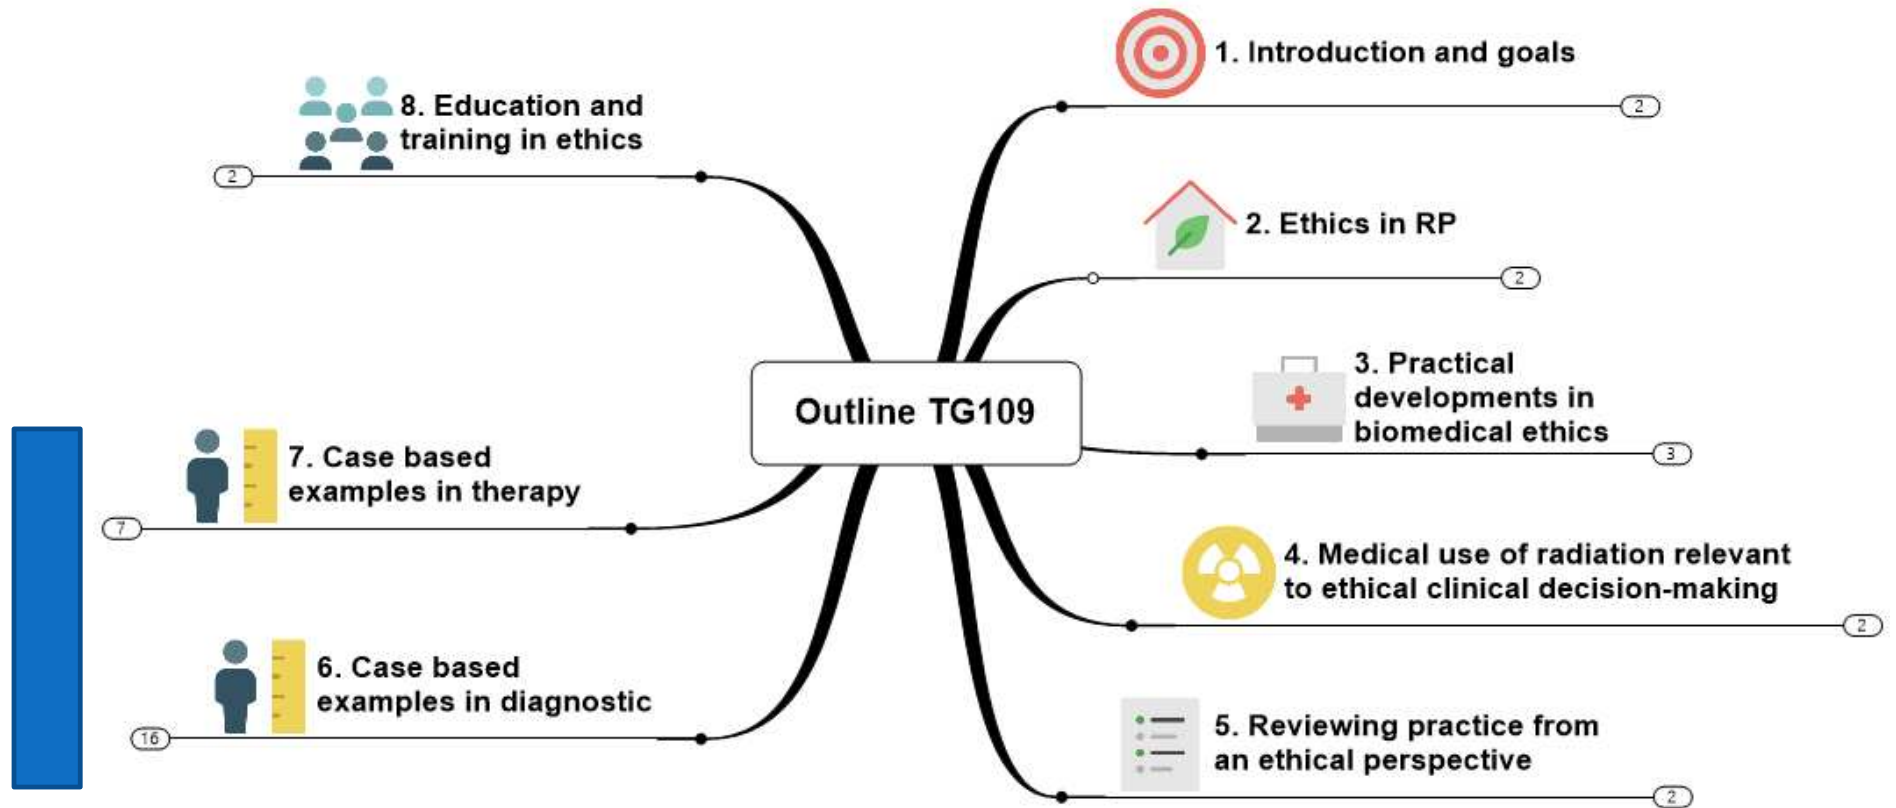 Outline TG109
1. Introduction and goals
2
2. Ethics in RP
2
3. Practical
developments in
biomedical ethics
3
4. Medical use of radiation relevant
to ethical clinical decision-making
2
5. Reviewing practice from
an ethical perspective
2
6. Case based
examples in diagnostic
16
7. Case based
examples in therapy
7
8. Education and
training in ethics
2